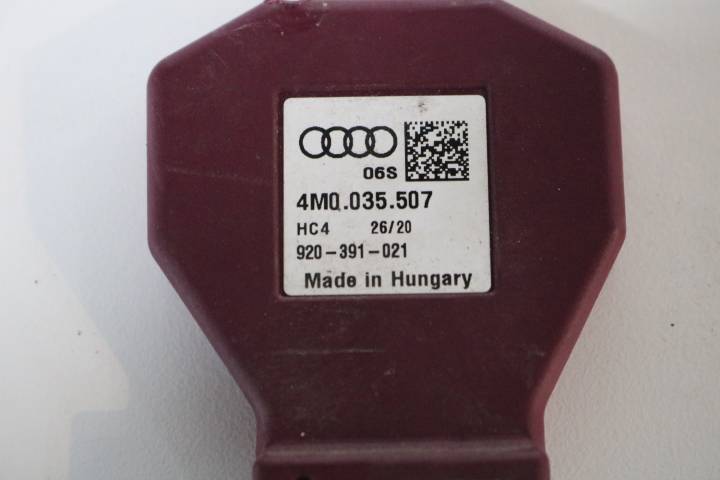 06S
4M0.035.507
HC4 26/20
920-391-021
Made in Hungary